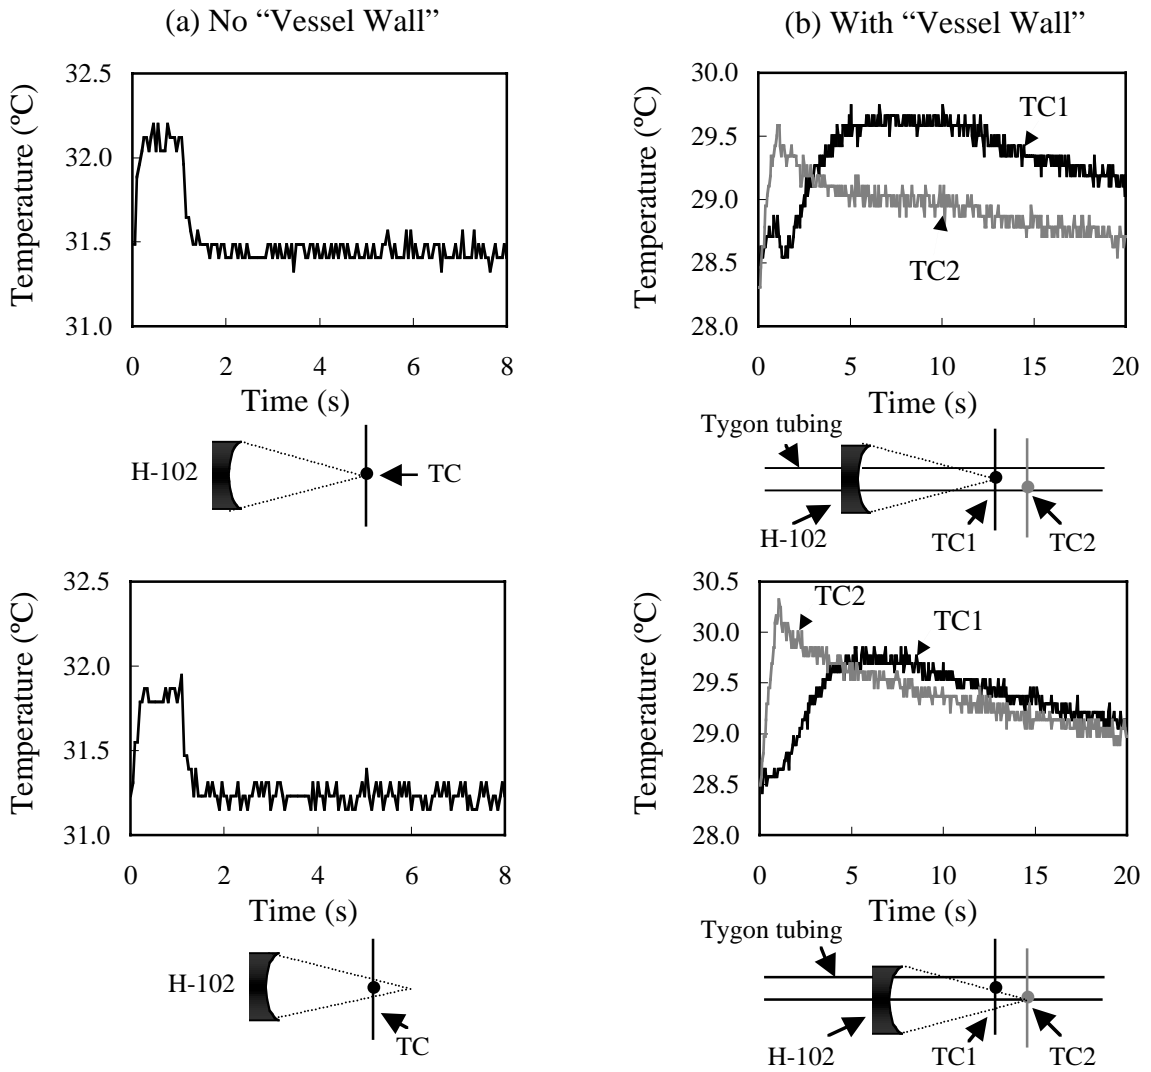 (a) No “Vessel Wall”
(b) With “Vessel Wall”
Temperature (ºC)
32.5
32.0
31.5
31.0
0 2 4 6 8
Time (s)
H-102
TC
Temperature (ºC)
30.0
29.5
29.0
28.5
28.0
TC1
TC2
0 5 10 15 20
Time (s)
Tygon tubing
H-102
TC1
TC2
Temperature (ºC)
32.5
32.0
31.5
31.0
0 2 4 6 8
Time (s)
H-102
TC
Temperature (ºC)
30.5
30.0
29.5
29.0
28.5
28.0
TC2
TC1
0 5 10 15 20
Time (s)
Tygon tubing
H-102
TC1
TC2